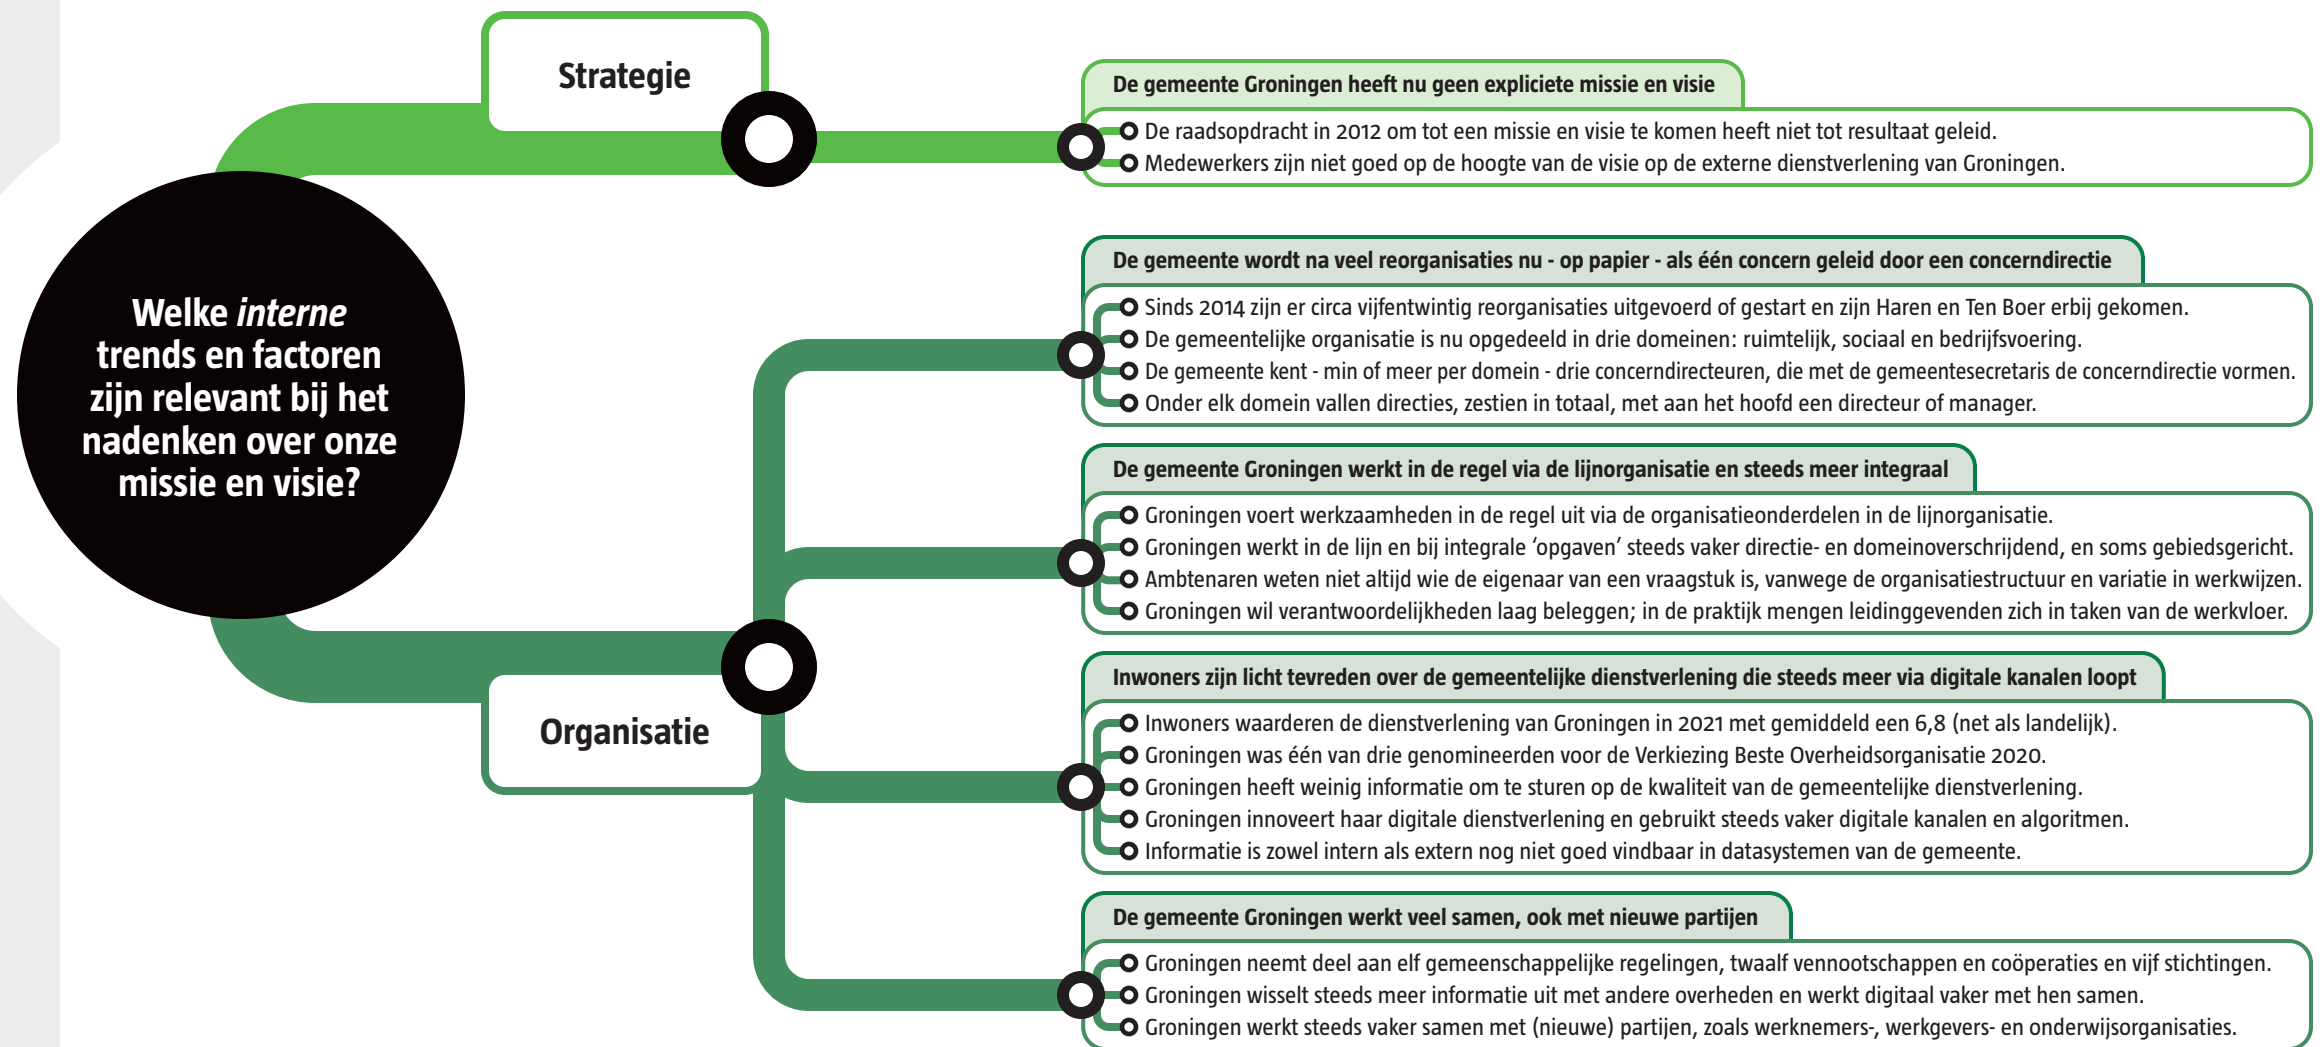 Welke interne
trends en factoren
zijn relevant bij het
nadenken over onze
missie en visie?
Strategie
De gemeente Groningen heeft nu geen expliciete missie en visie
De raadsopdracht in 2012 om tot een missie en visie te komen heeft niet tot resultaat geleid.
Medewerkers zijn niet goed op de hoogte van de visie op de externe dienstverlening van Groningen.
Organisatie
De gemeente wordt na veel reorganisaties nu - op papier - als één concern geleid door een concerndirectie
Sinds 2014 zijn er circa vijfentwintig reorganisaties uitgevoerd of gestart en zijn Haren en Ten Boer erbij gekomen.
De gemeentelijke organisatie is nu opgedeeld in drie domeinen: ruimtelijk, sociaal en bedrijfsvoering.
De gemeente kent - min of meer per domein - drie concerndirecteuren, die met de gemeentesecretaris de concerndirectie vormen.
Onder elk domein vallen directies, zestien in totaal, met aan het hoofd een directeur of manager.
De gemeente Groningen werkt in de regel via de lijnorganisatie en steeds meer integraal
Groningen voert werkzaamheden in de regel uit via de organisatieonderdelen in de lijnorganisatie.
Groningen werkt in de lijn en bij integrale ‘opgaven’ steeds vaker directie- en domeinoverschrijdend, en soms gebiedsgericht.
Ambtenaren weten niet altijd wie de eigenaar van een vraagstuk is, vanwege de organisatiestructuur en variatie in werkwijzen.
Groningen wil verantwoordelijkheden laag beleggen; in de praktijk mengen leidinggevenden zich in taken van de werkvloer.
Inwoners zijn licht tevreden over de gemeentelijke dienstverlening die steeds meer via digitale kanalen loopt
Inwoners waarderen de dienstverlening van Groningen in 2021 met gemiddeld een 6,8 (net als landelijk).
Groningen was één van drie genomineerden voor de Verkiezing Beste Overheidsorganisatie 2020.
Groningen heeft weinig informatie om te sturen op de kwaliteit van de gemeentelijke dienstverlening.
Groningen innoveert haar digitale dienstverlening en gebruikt steeds vaker digitale kanalen en algoritmen.
Informatie is zowel intern als extern nog niet goed vindbaar in datasystemen van de gemeente.
De gemeente Groningen werkt veel samen, ook met nieuwe partijen
Groningen neemt deel aan elf gemeenschappelijke regelingen, twaalf vennootschappen en coöperaties en vijf stichtingen.
Groningen wisselt steeds meer informatie uit met andere overheden en werkt digitaal vaker met hen samen.
Groningen werkt steeds vaker samen met (nieuwe) partijen, zoals werknemers-, werkgevers- en onderwijsorganisaties.